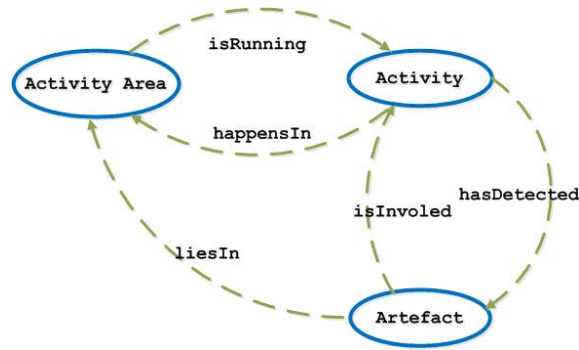 isRunning
Activity Area
Activity
happensIn
hasDetected
isInvoled
liesIn
Artefact